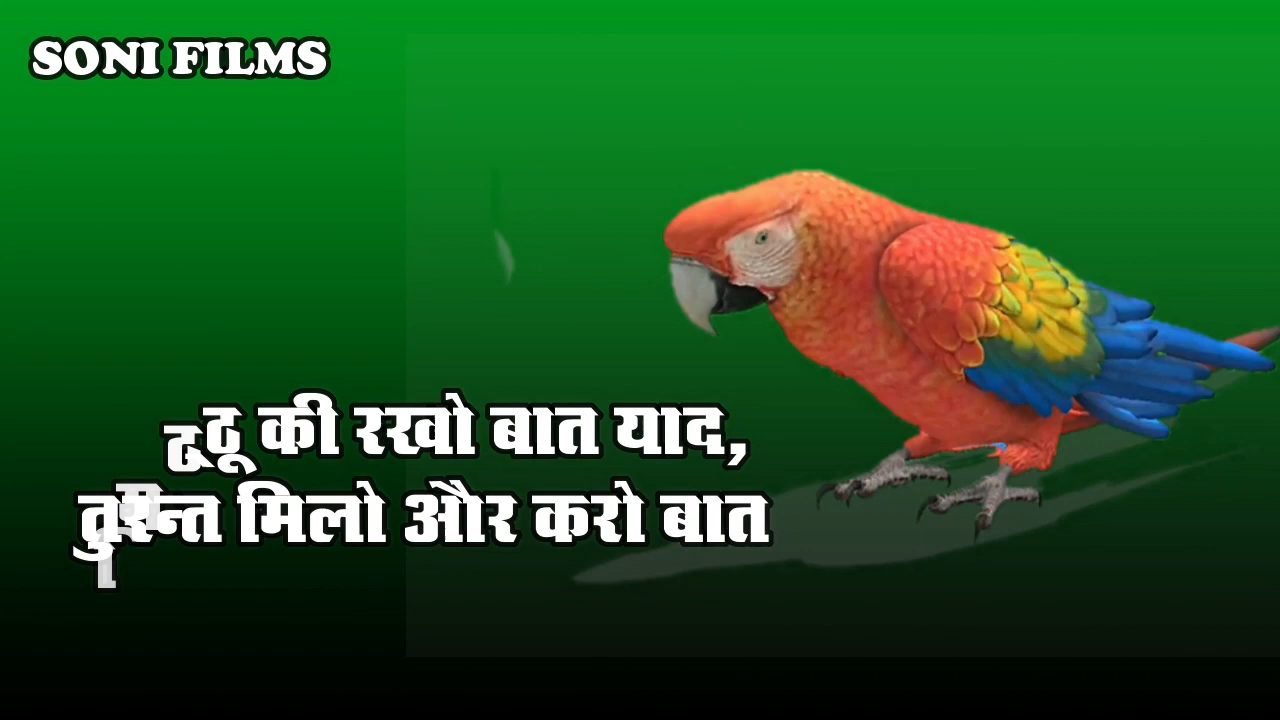 SONI FILMS
मिट्ठू की रखो बात याद,
तुरन्त मिलो और करो बात